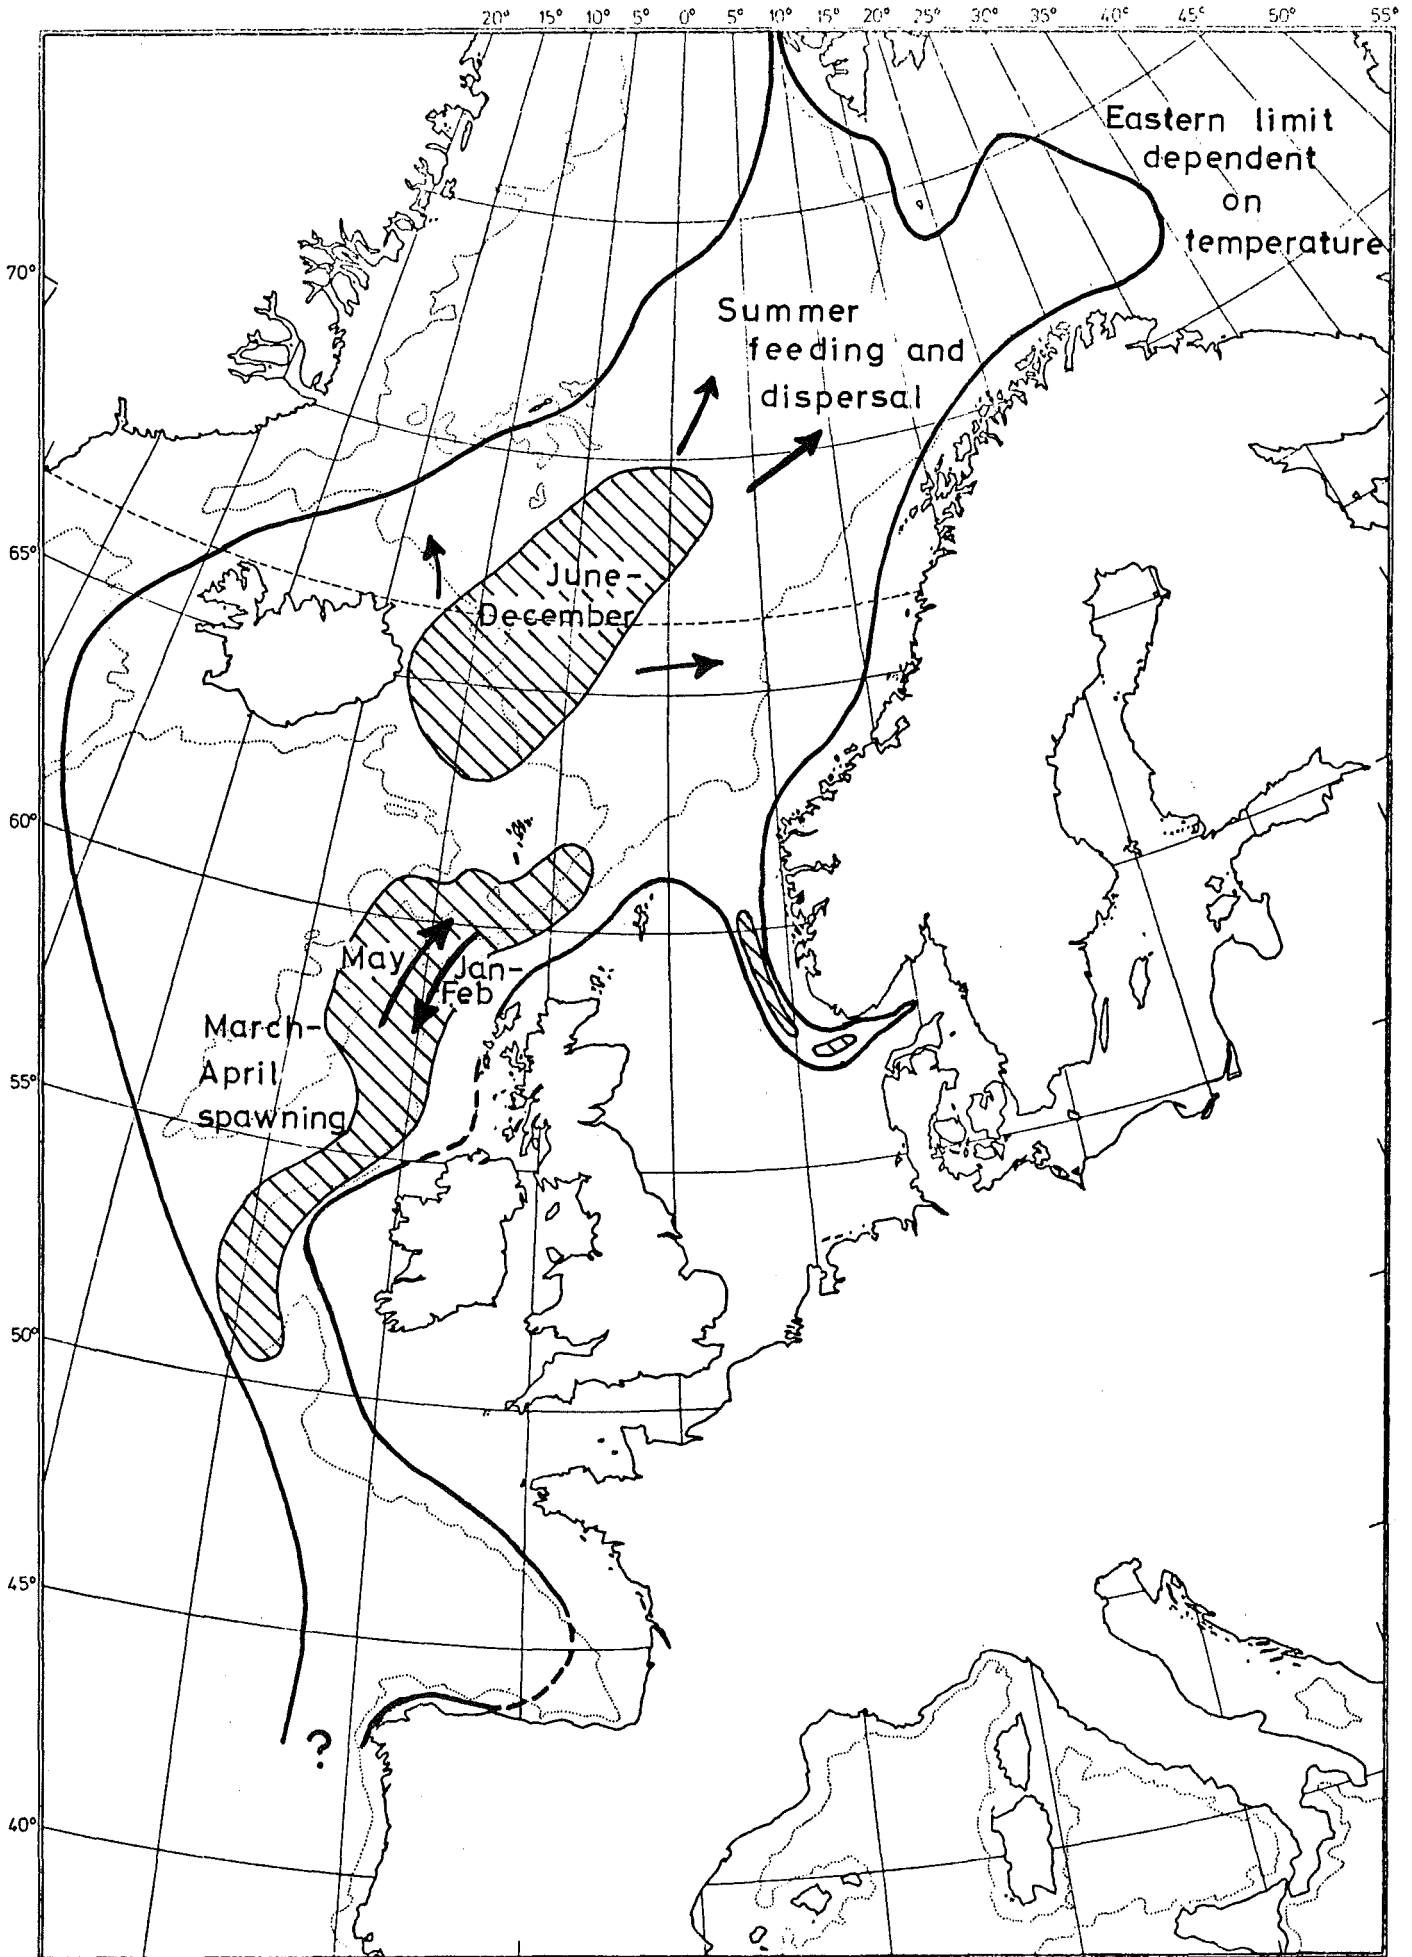 20° 15° 10° 0° 5° 10° 15° 20° 25° 30° 35° 40° 45° 50° 55°
Eastern limit
dependent
on
temperature
70°
Summer
feeding and
dispersal
65°
June-
December
60°
May
Jan-
Feb
March-
April
spawning
55°
50°
45°
?
40°